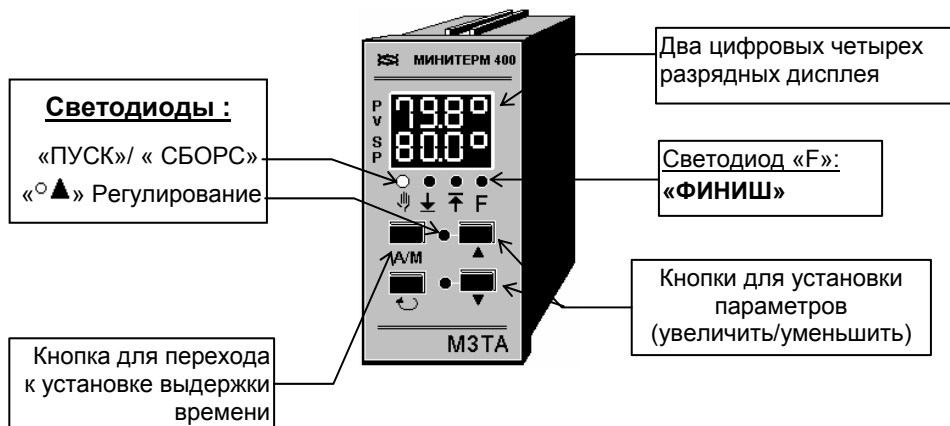 МИНИТЕРМ 400
Два цифровых четырех
разрядных дисплея
Светодиоды :
«ПУСК»/ « СБОРС»
«○▲» Регулирование
PV
79.8°
SP
80.0°
F
Светодиод «F»:
«ФИНИШ»
A/M
▲
▼
Кнопки для установки
параметров
(увеличить/уменьшить)
МЗТА
Кнопка для перехода
к установке выдержки
времени